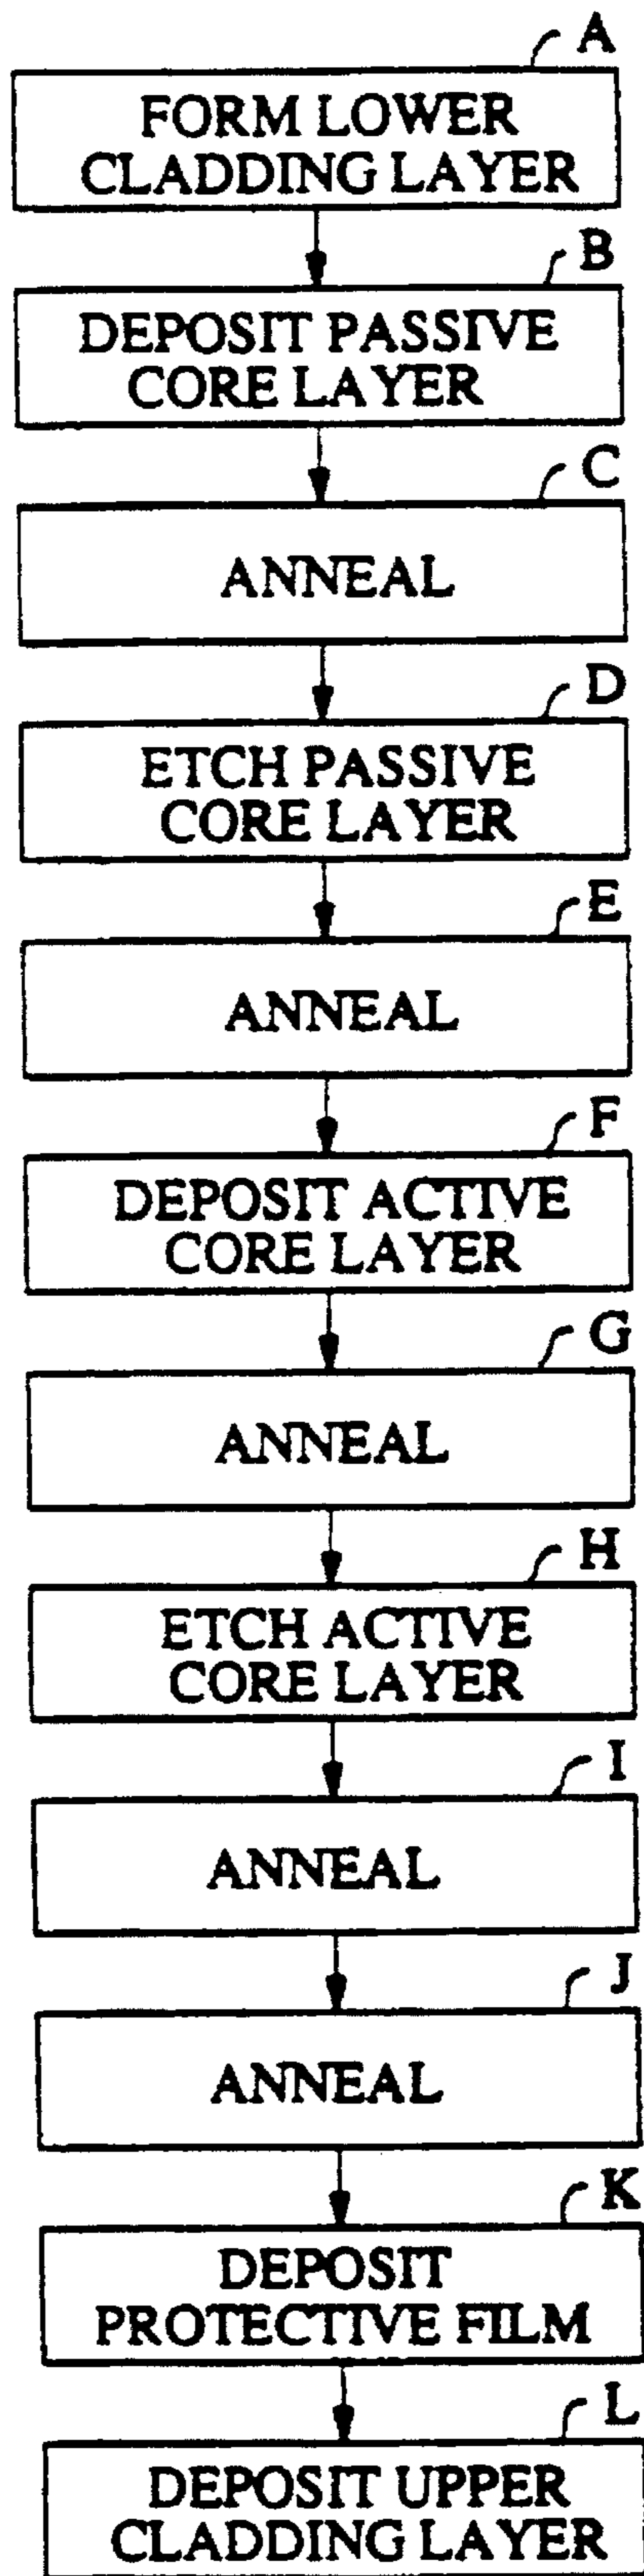 A
FORM LOWER
CLADDING LAYER
B
DEPOSIT PASSIVE
CORE LAYER
C
ANNEAL
D
ETCH PASSIVE
CORE LAYER
E
ANNEAL
F
DEPOSIT ACTIVE
CORE LAYER
G
ANNEAL
H
ETCH ACTIVE
CORE LAYER
I
ANNEAL
J
ANNEAL
K
DEPOSIT
PROTECTIVE FILM
L
DEPOSIT UPPER
CLADDING LAYER